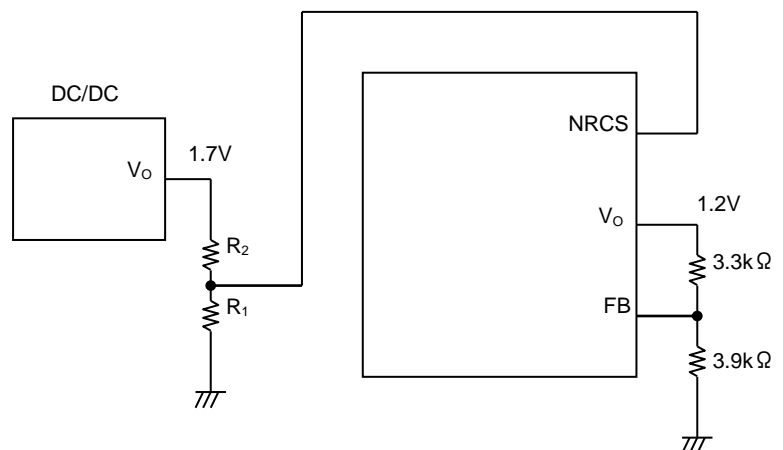 DC/DC
VO
1.7V
R2
R1
NRCS
VO
1.2V
3.3kΩ
FB
3.9kΩ